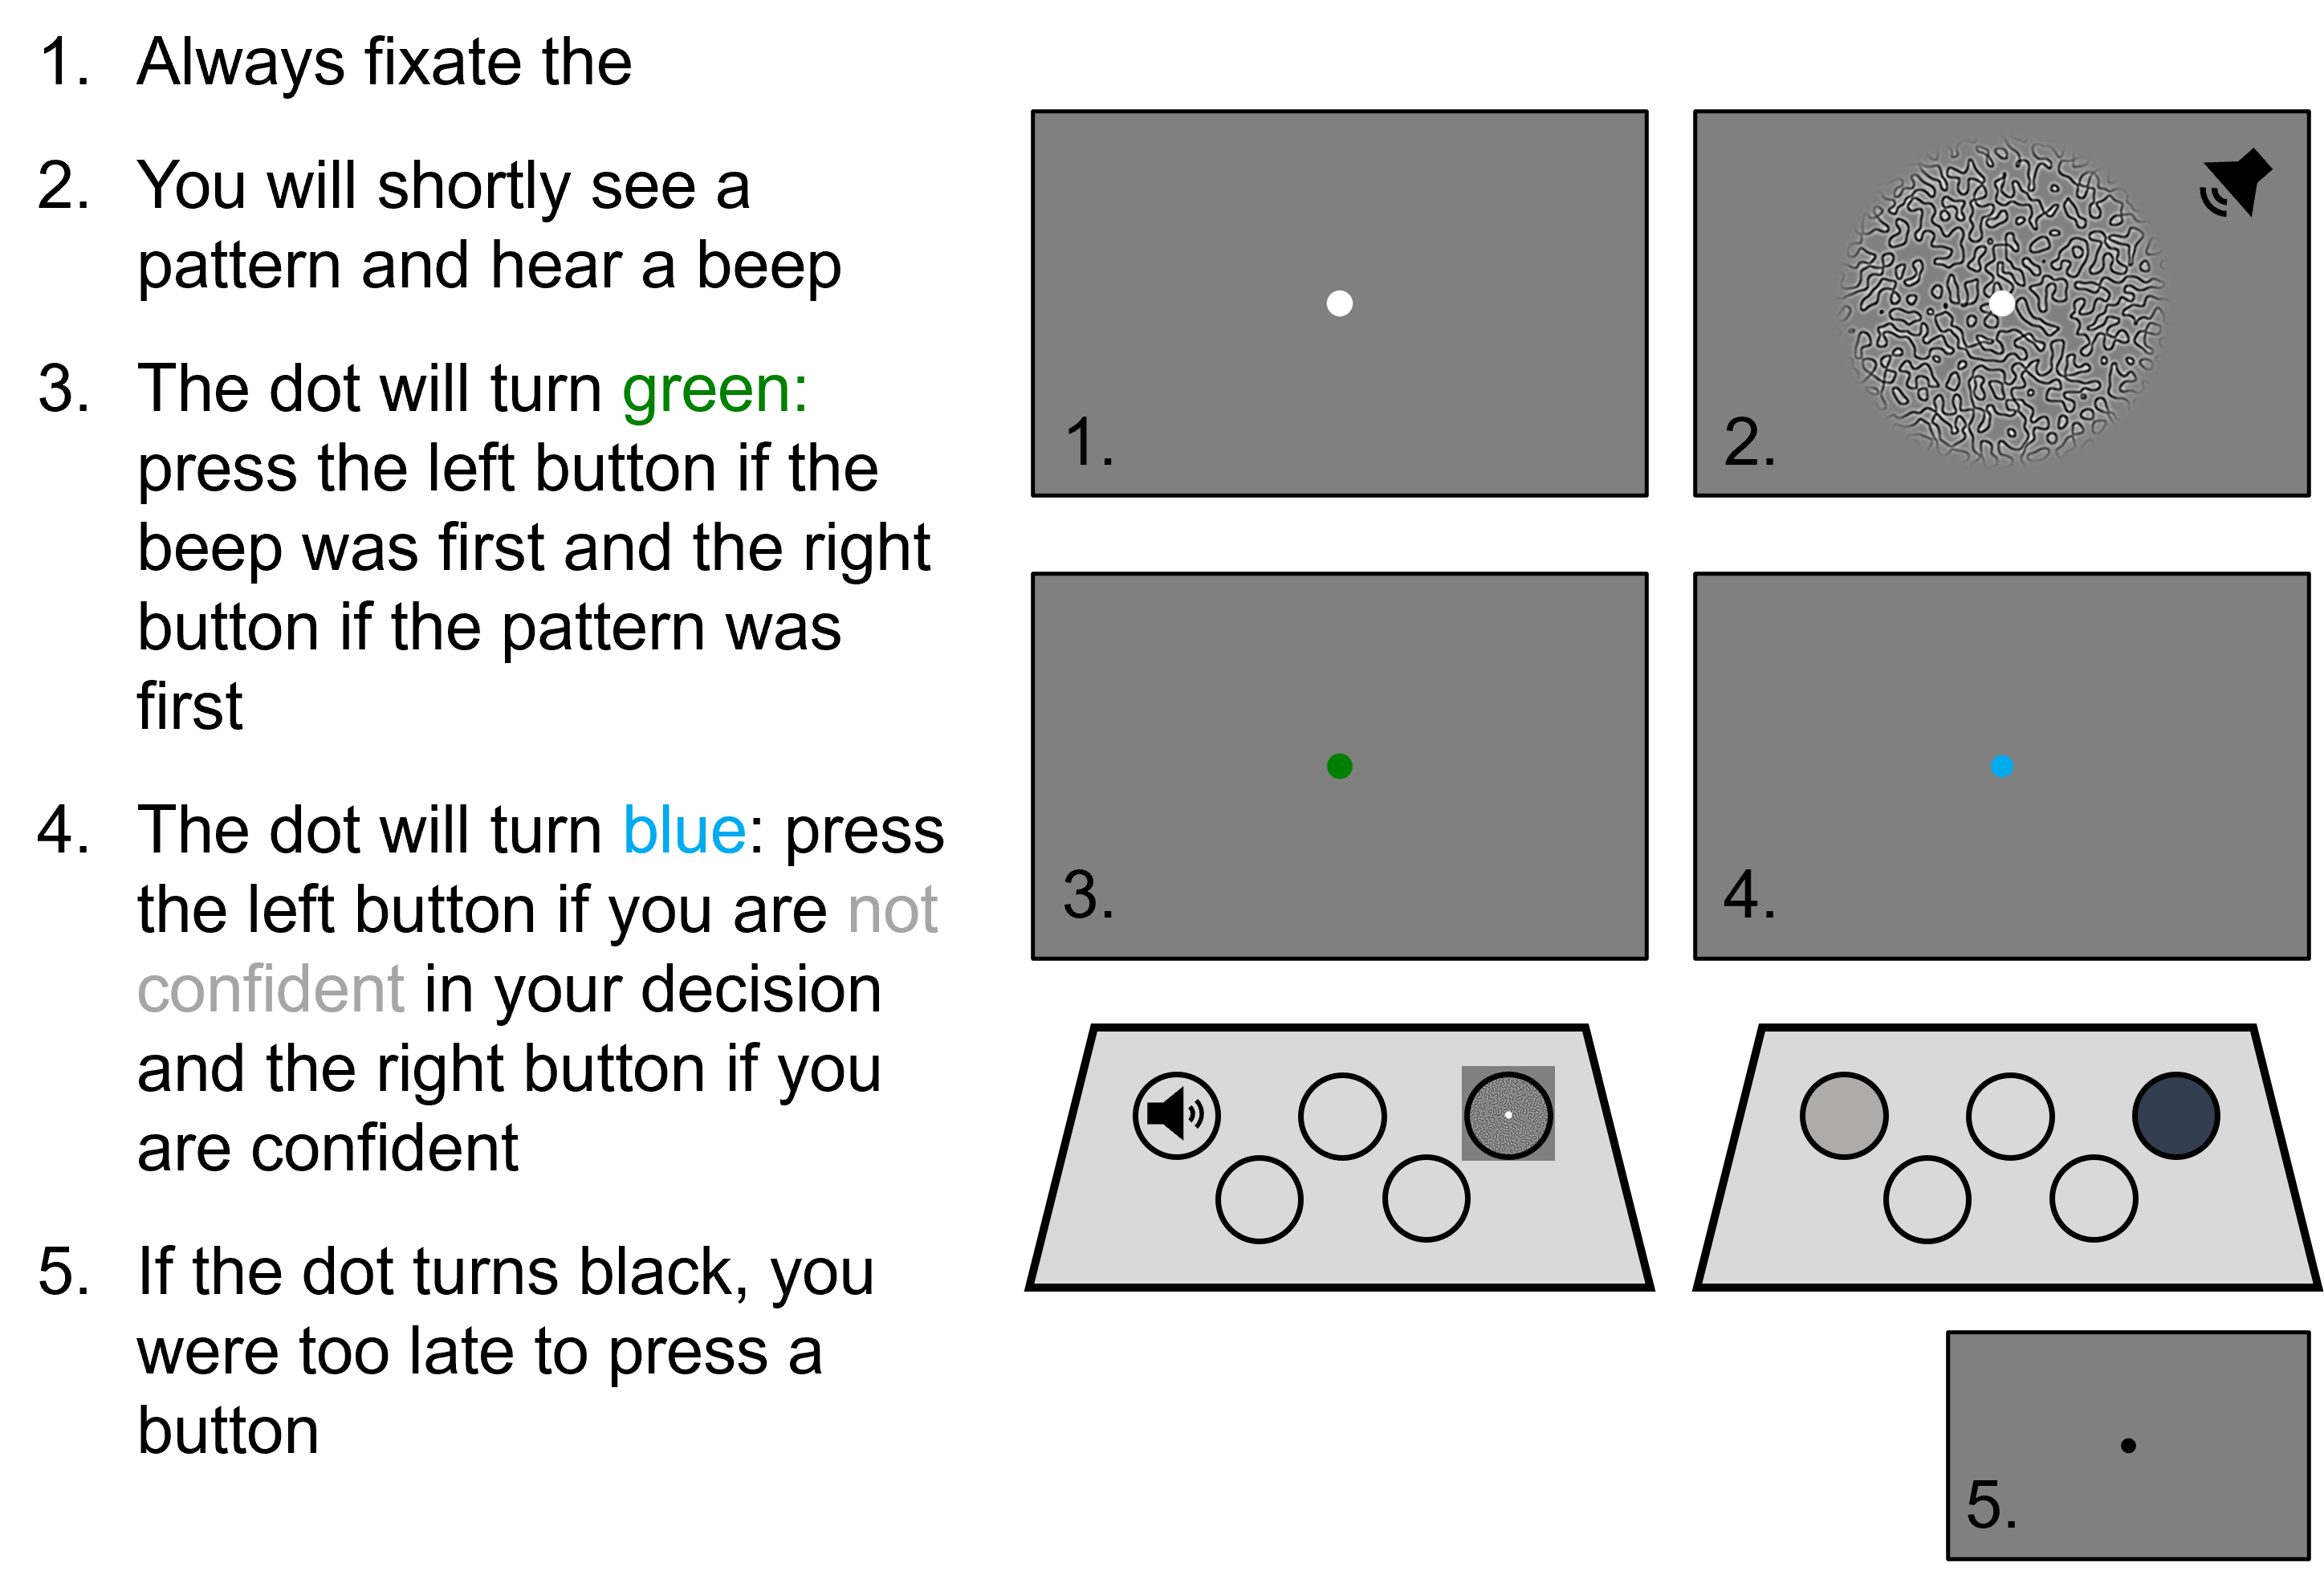 1. Always fixate the
2. You will shortly see a
pattern and hear a beep
3. The dot will turn green:
press the left button if the
beep was first and the right
button if the pattern was
first
4. The dot will turn blue: press
the left button if you are not
confident in your decision
and the right button if you
are confident
5. If the dot turns black, you
were too late to press a
button
1.
2.
3.
4.
5.